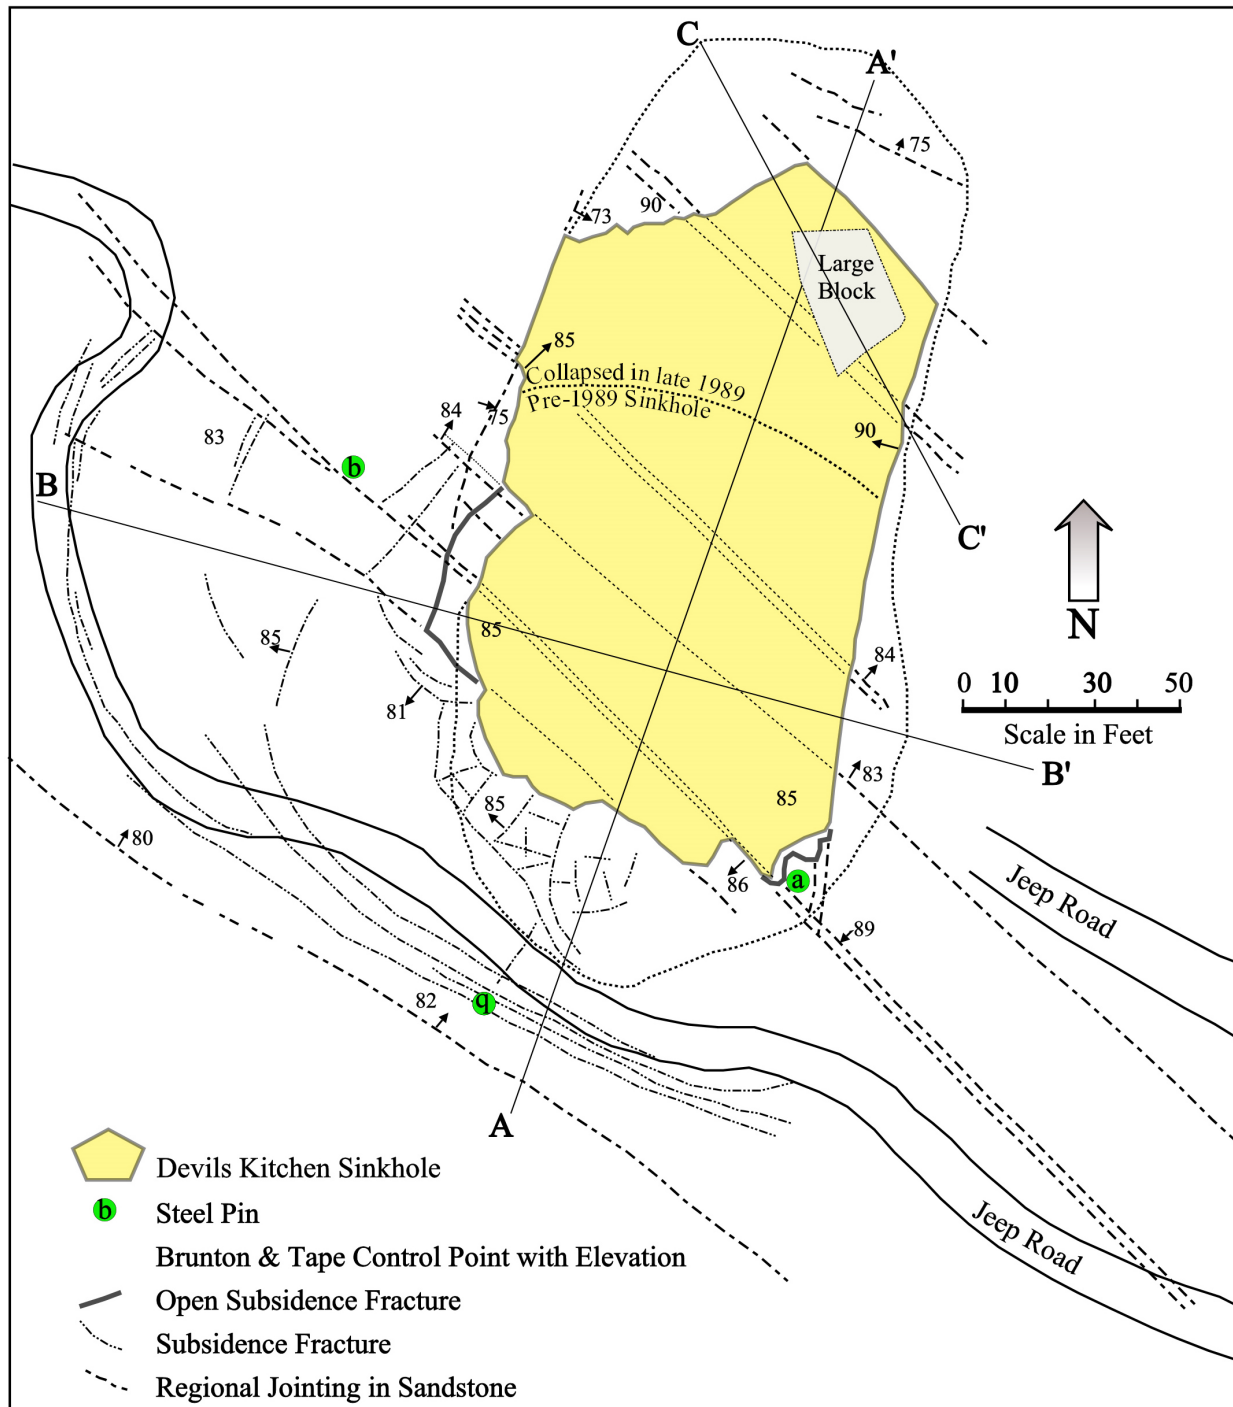 C
A'
75
73
90
Large
Block
85
Collapsed in late 1989
Pre-1989 Sinkhole
75
84
83
90
b
B
C'
N
85
85
84
81
0 10 30 50
Scale in Feet
B'
83
85
85
80
86
a
89
Jeep Road
82
q
A
Jeep Road
Devils Kitchen Sinkhole
b
Steel Pin
Brunton & Tape Control Point with Elevation
Open Subsidence Fracture
Subsidence Fracture
Regional Jointing in Sandstone